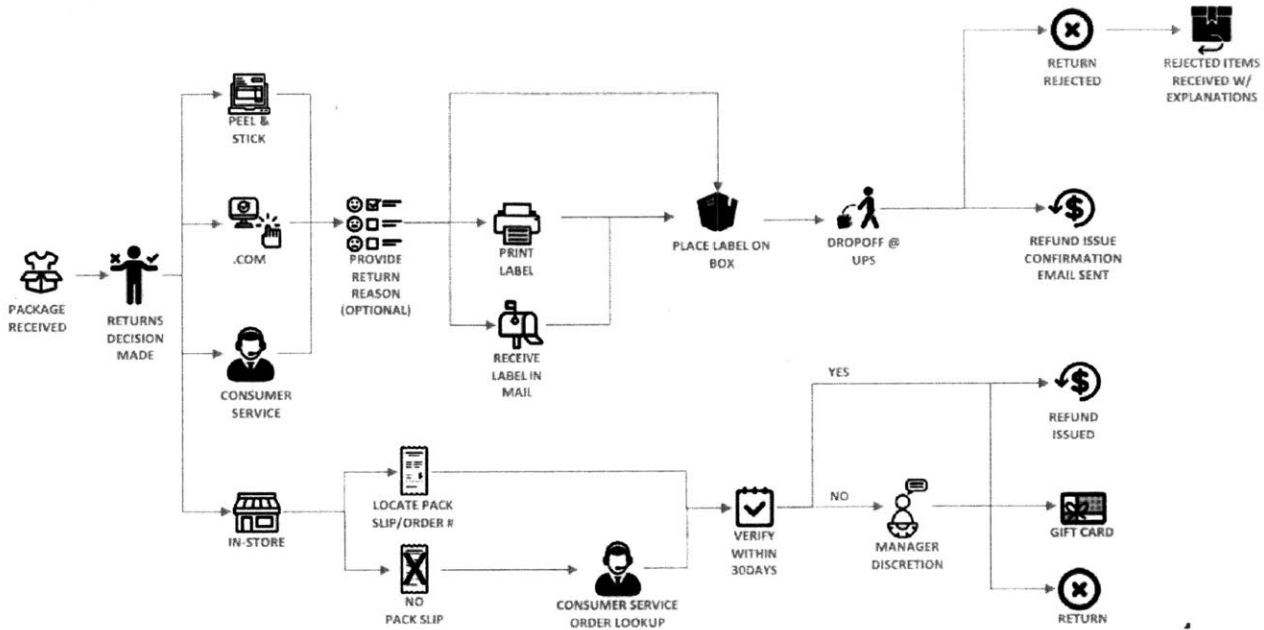 PACKAGE
RECEIVED
RETURNS
DECISION
MADE
PEEL &
STICK
.COM
CONSUMER
SERVICE
IN-STORE
PROVIDE
RETURN
REASON
(OPTIONAL)
PRINT
LABEL
RECEIVE
LABEL IN
MAIL
PLACE LABEL ON
BOX
DROPOFF @
UPS
RETURN
REJECTED
REJECTED ITEMS
RECEIVED W/
EXPLANATIONS
REFUND ISSUE
CONFIRMATION
EMAIL SENT
LOCATE PACK
SLIP/ORDER #
NO
PACK SLIP
CONSUMER SERVICE
ORDER LOOKUP
VERIFY
WITHIN
30DAYS
YES
NO
MANAGER
DISCRETION
REFUND
ISSUED
GIFT CARD
RETURN